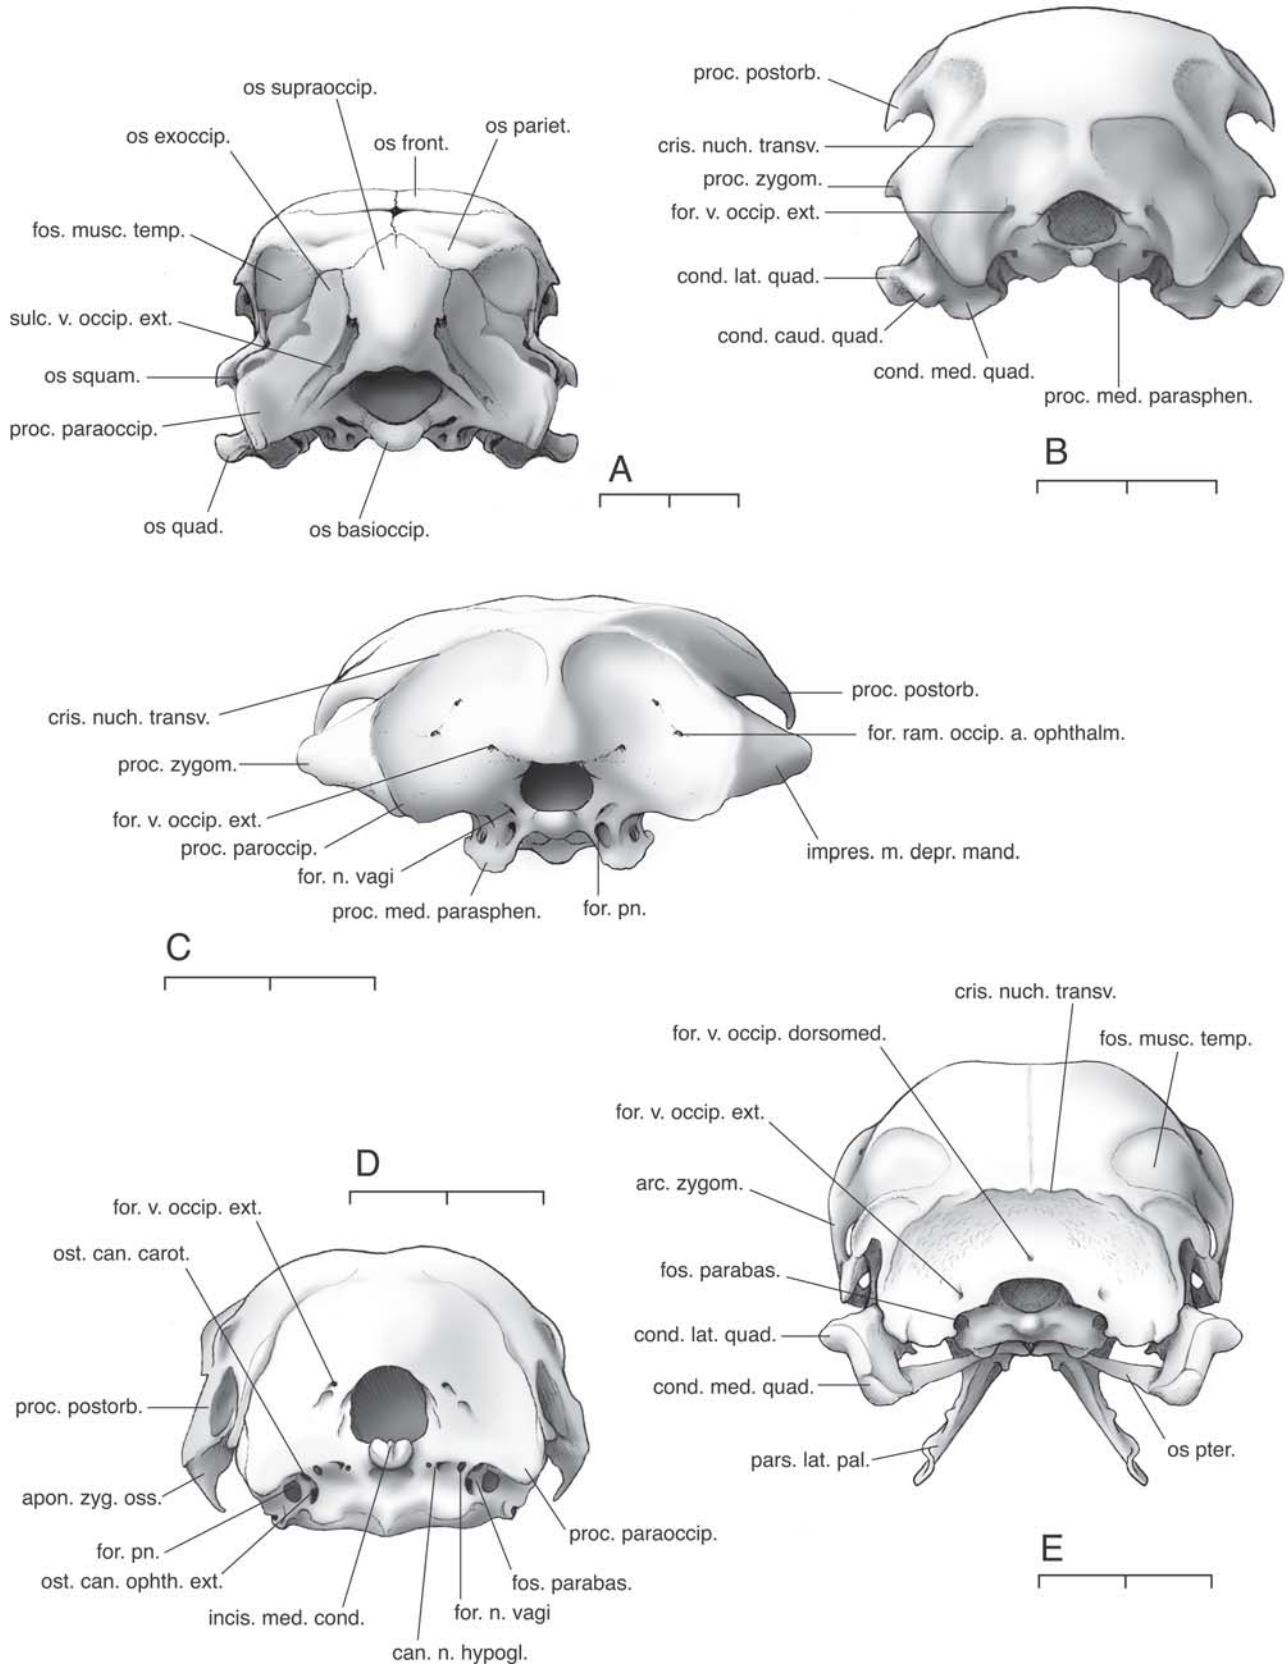 os supraoccip.
os exoccip.
os front.
os pariet.
fos. musc. temp.
sulc. v. occip. ext.
os squam.
proc. paraoccip.
os quad.
os basioccip.
A
proc. postorb.
cris. nuch. transv.
proc. zygom.
for. v. occip. ext.
cond. lat. quad.
cond. caud. quad.
cond. med. quad.
proc. med. parasphen.
B
cris. nuch. transv.
proc. zygom.
for. v. occip. ext.
proc. paroccip.
for. n. vagi
proc. med. parasphen.
for. pn.
proc. postorb.
for. ram. occip. a. ophthalm.
impres. m. depr. mand.
C
D
for. v. occip. ext.
ost. can. carot.
proc. postorb.
apon. zyg. oss.
for. pn.
ost. can. ophth. ext.
incis. med. cond.
can. n. hypogl.
for. n. vagi
fos. parabas.
proc. paraoccip.
cris. nuch. transv.
for. v. occip. dorsomed.
fos. musc. temp.
for. v. occip. ext.
arc. zygom.
fos. parabas.
cond. lat. quad.
cond. med. quad.
pars. lat. pal.
os pter.
E